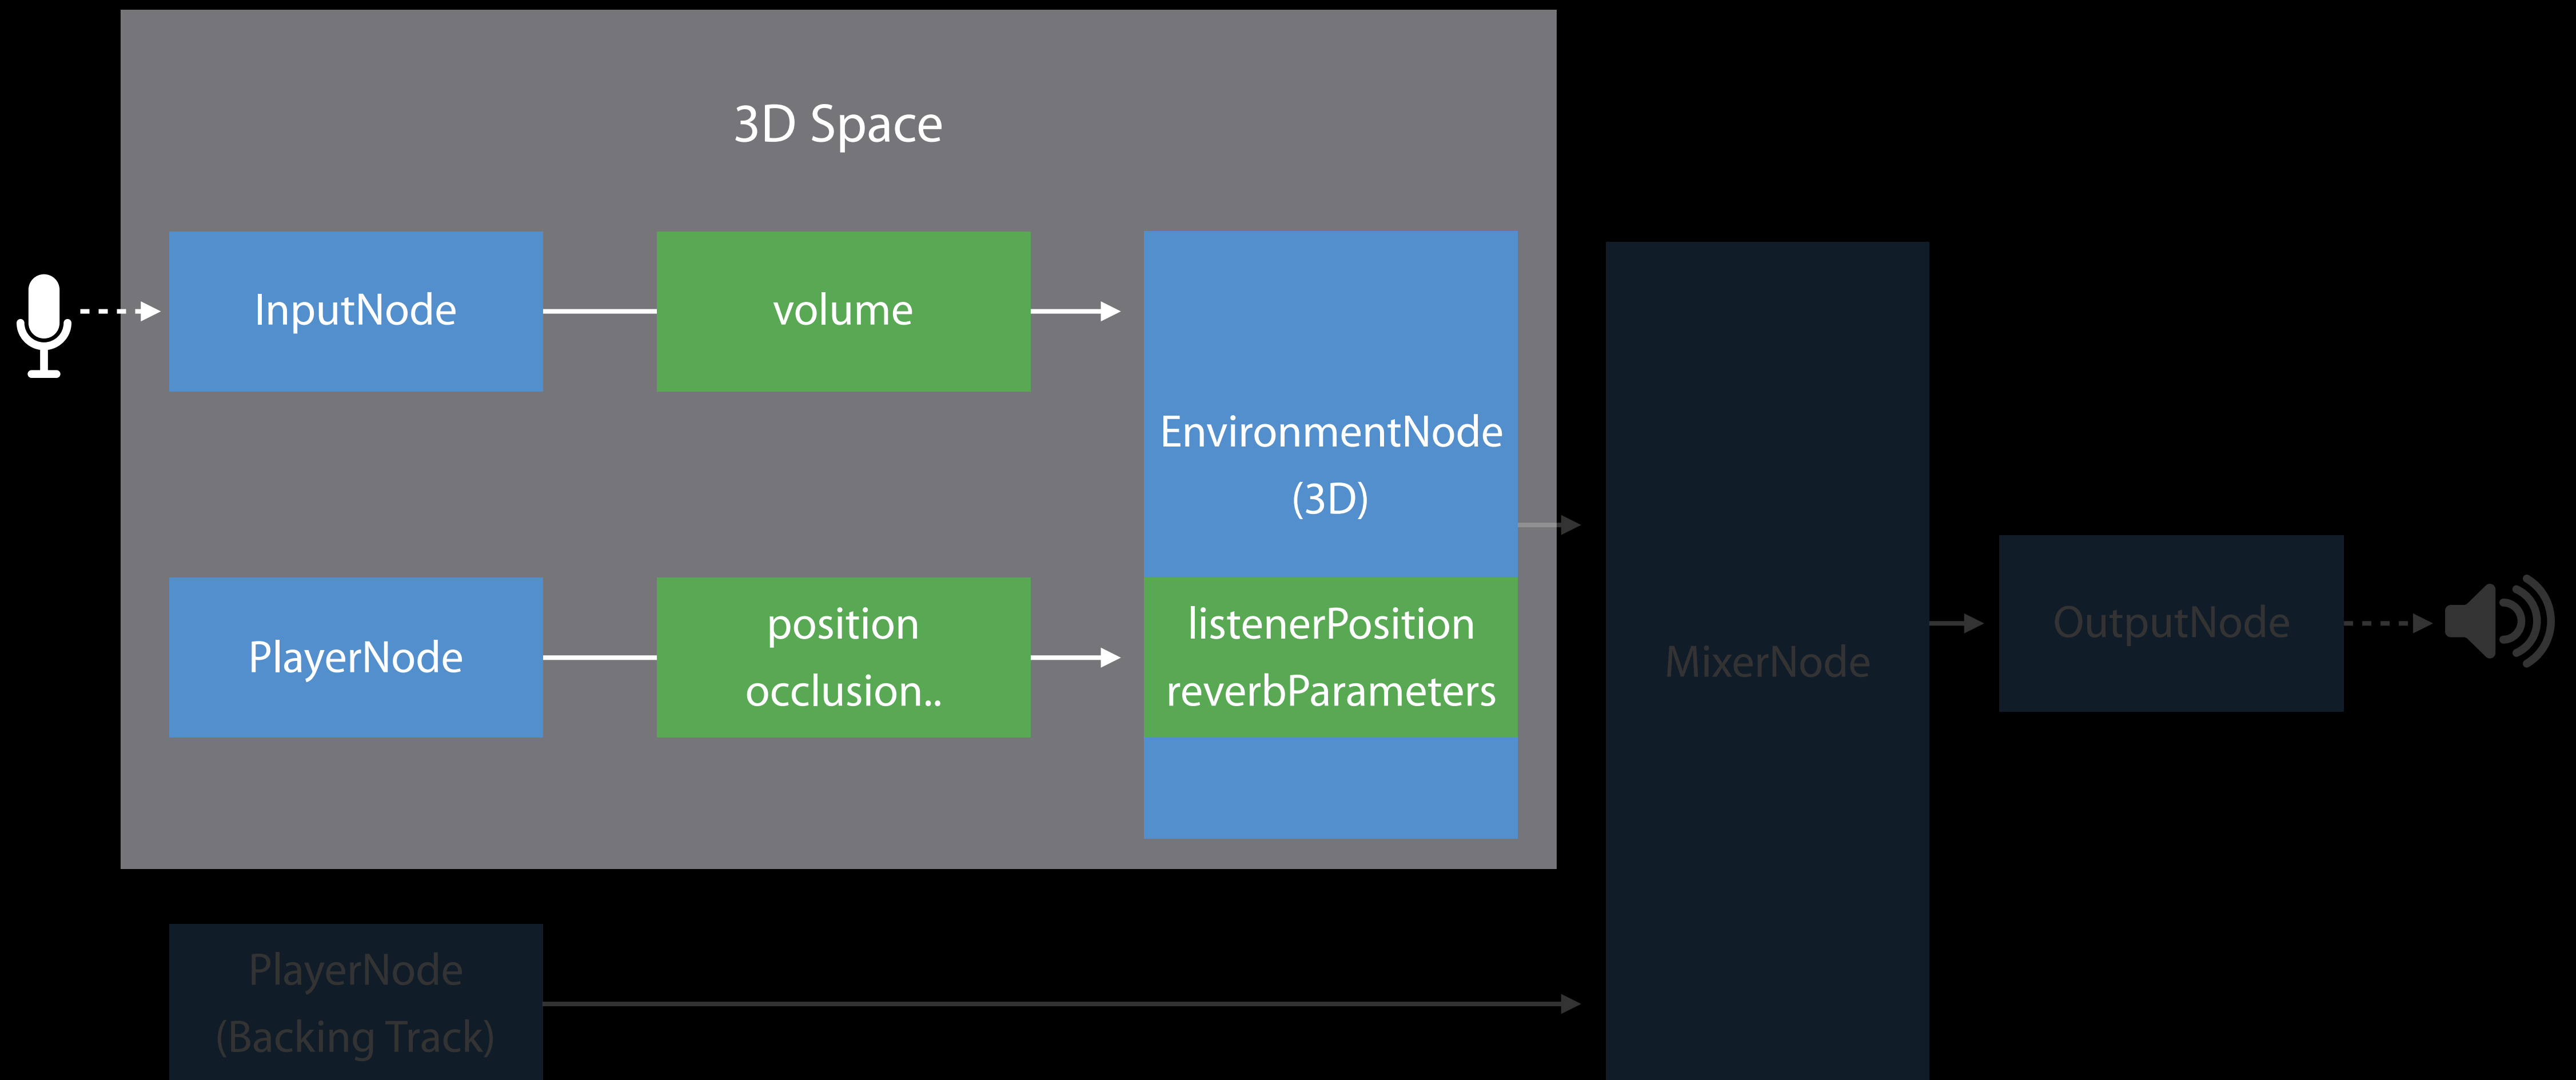 3D Space
InputNode
volume
EnvironmentNode
(3D)
PlayerNode
position
occlusion..
listenerPosition
reverbParameters
MixerNode
OutputNode
PlayerNode
(Backing Track)